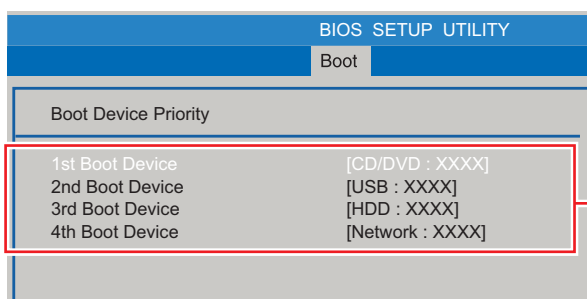 BIOS SETUP UTILITY
Boot
Boot Device Priority
1st Boot Device [CD/DVD : XXXX]
2nd Boot Device [USB : XXXX]
3rd Boot Device [HDD : XXXX]
4th Boot Device [Network : XXXX]